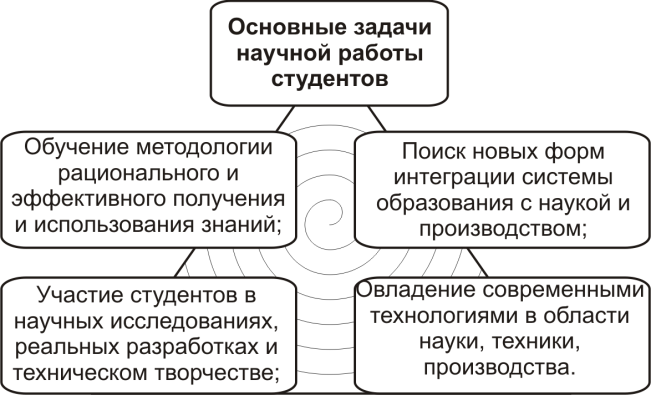 Основные задачи
научной работы
студентов
Обучение методологии
рационального и
эффективного получения
и использования знаний;
Поиск новых форм
интеграции системы
образования с наукой и
производством;
Участие студентов в
научных исследованиях,
реальных разработках и
техническом творчестве;
Овладение современными
технологиями в области
науки, техники,
производства.